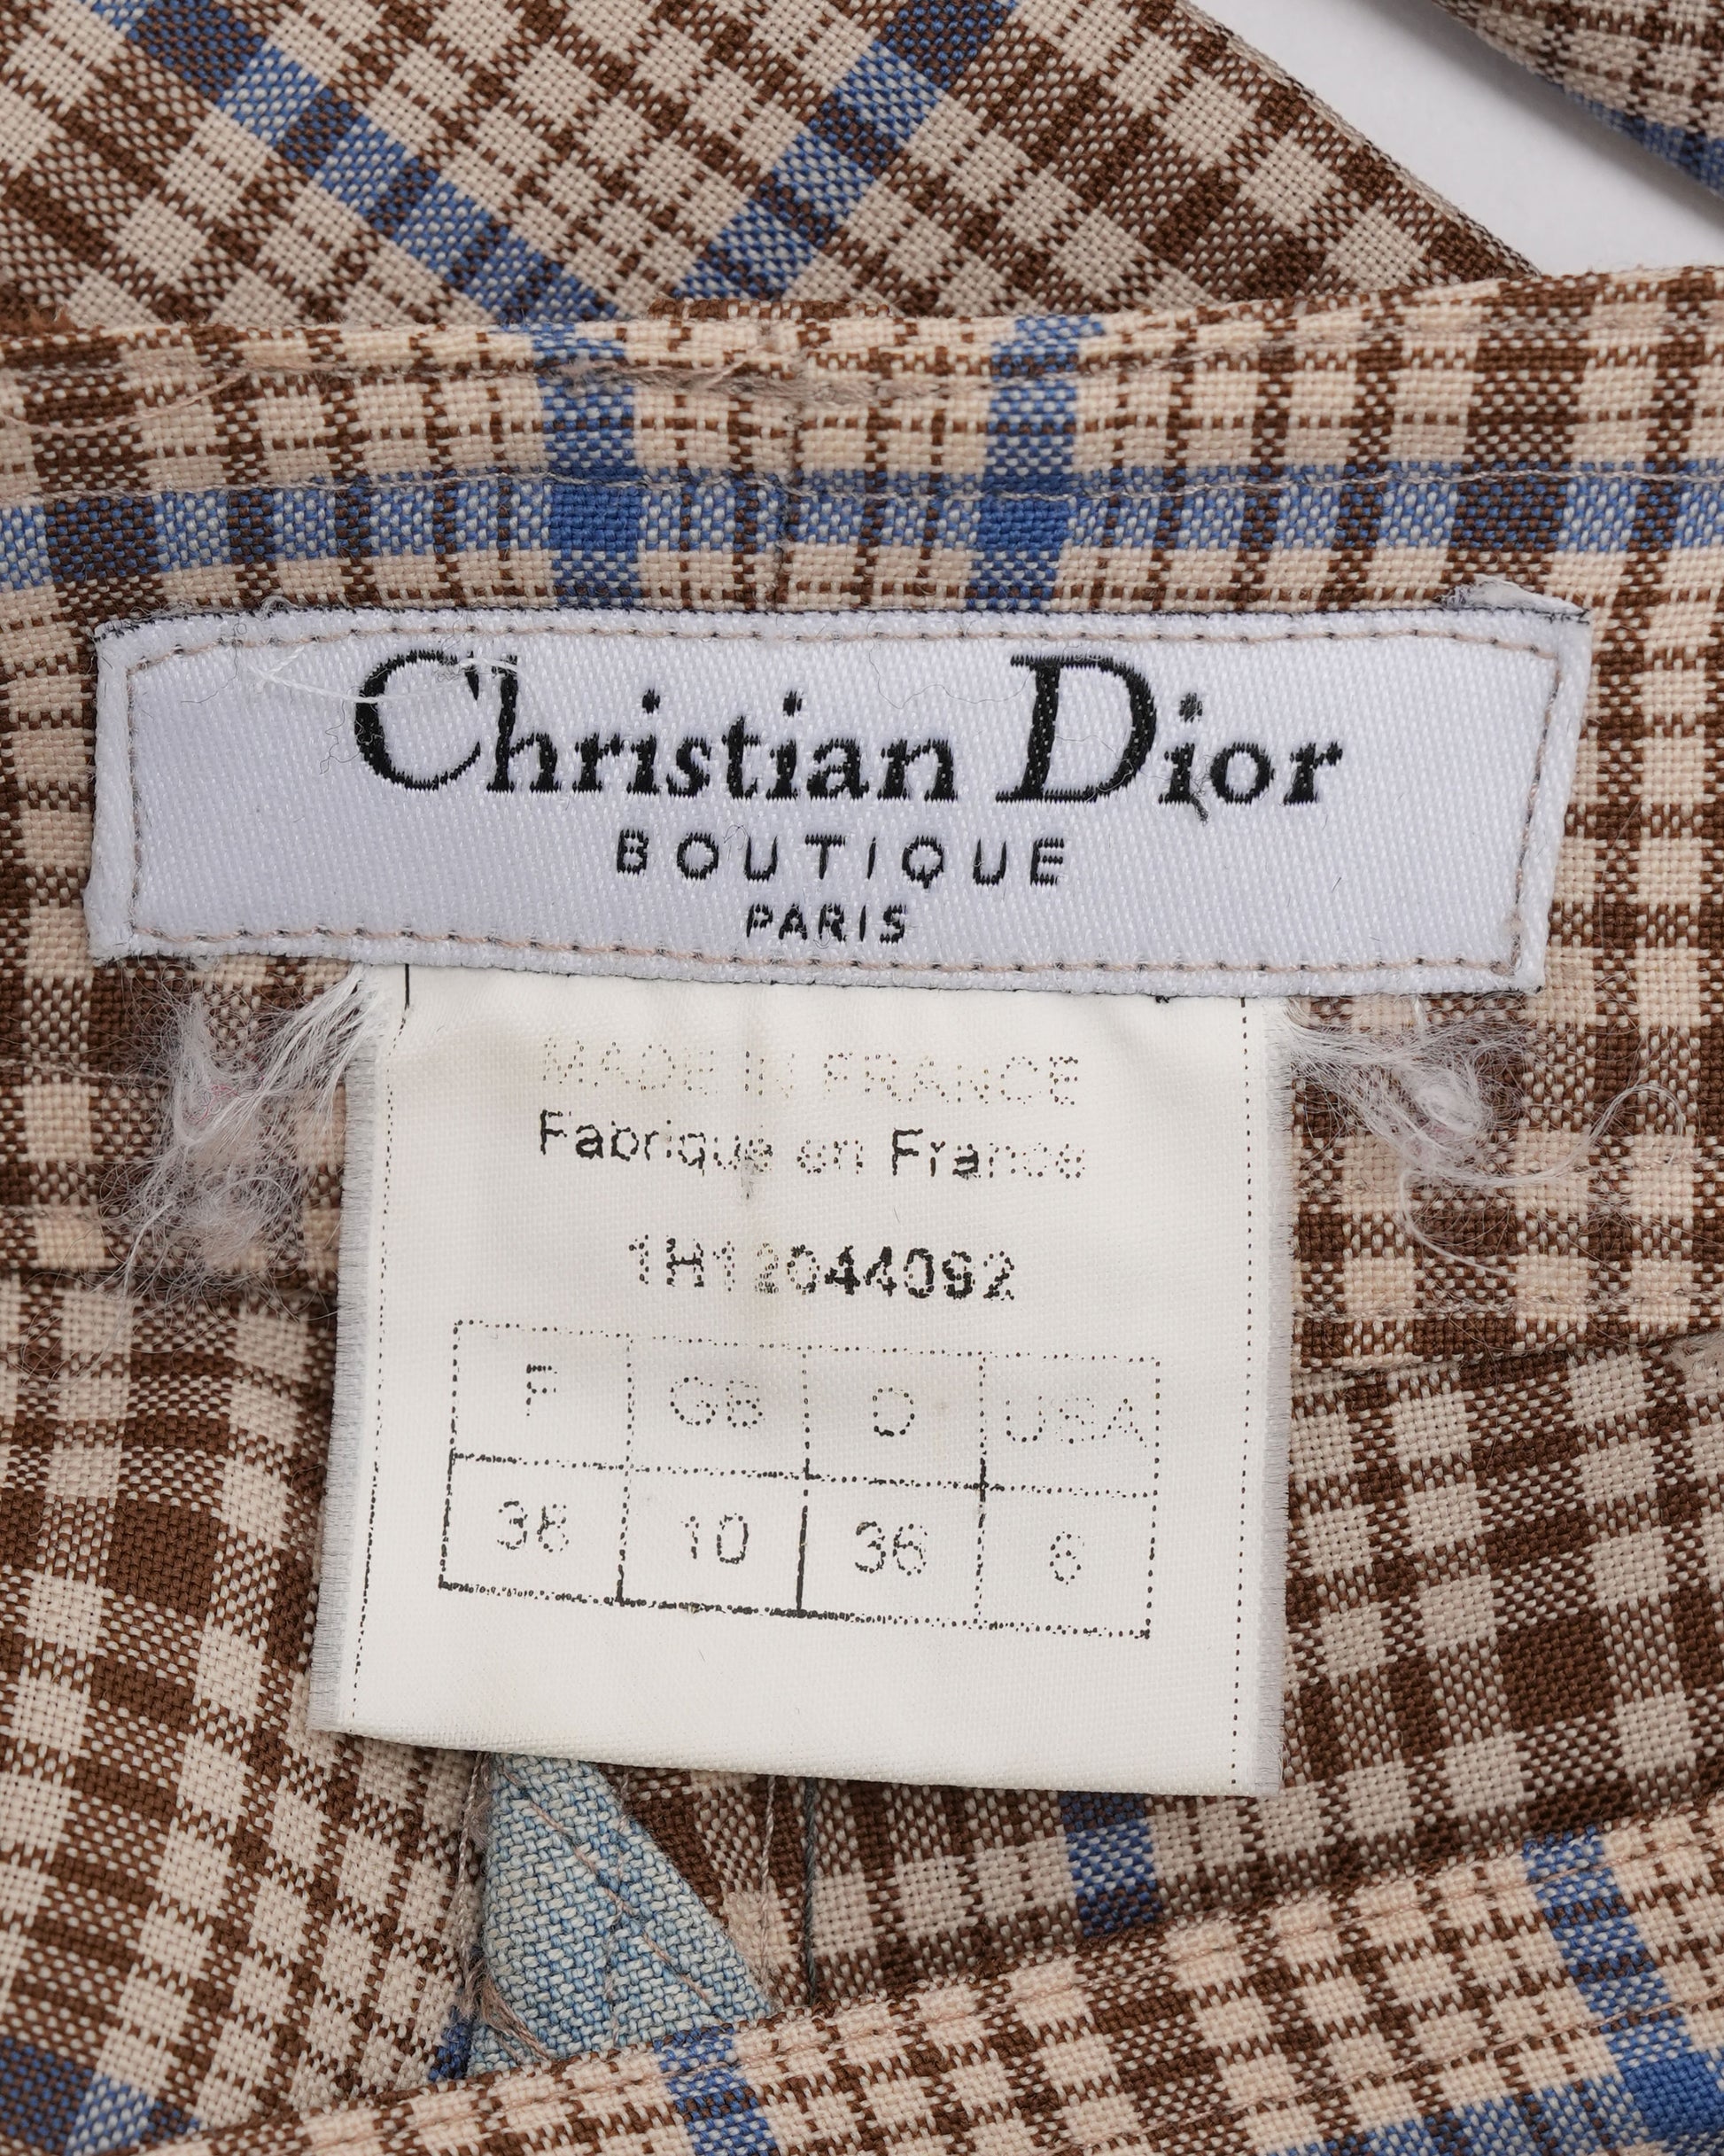 Christian Dior
BOUTIQUE
PARIS
MADE IN FRANCE
Fabrique en France
1H12044092
F GB D USA
38 10 36 6